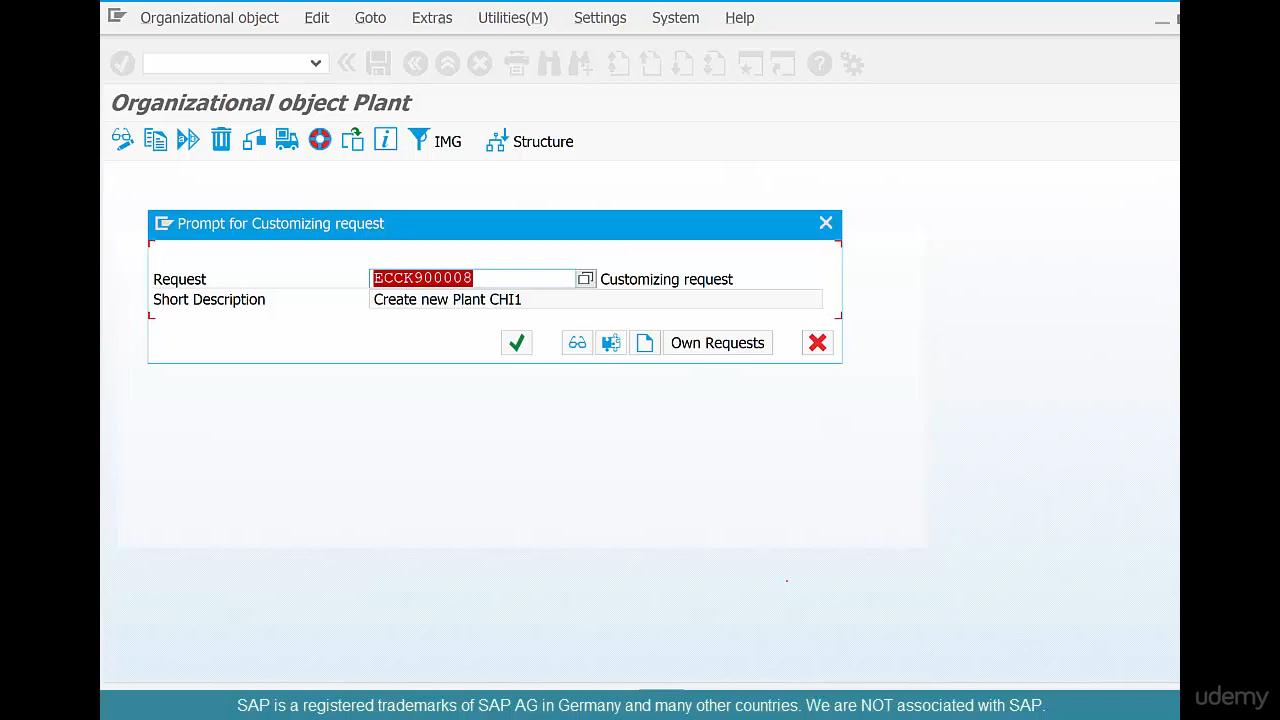 Organizational object Edit Goto Extras Utilities(M) Settings System Help
Organizational object Plant
i IMG Structure
Prompt for Customizing request
Request ECCK900008 Customizing request
Short Description Create new Plant CHI1
Own Requests
SAP is a registered trademarks of SAP AG in Germany and many other countries. We are NOT associated with SAP.
udemy